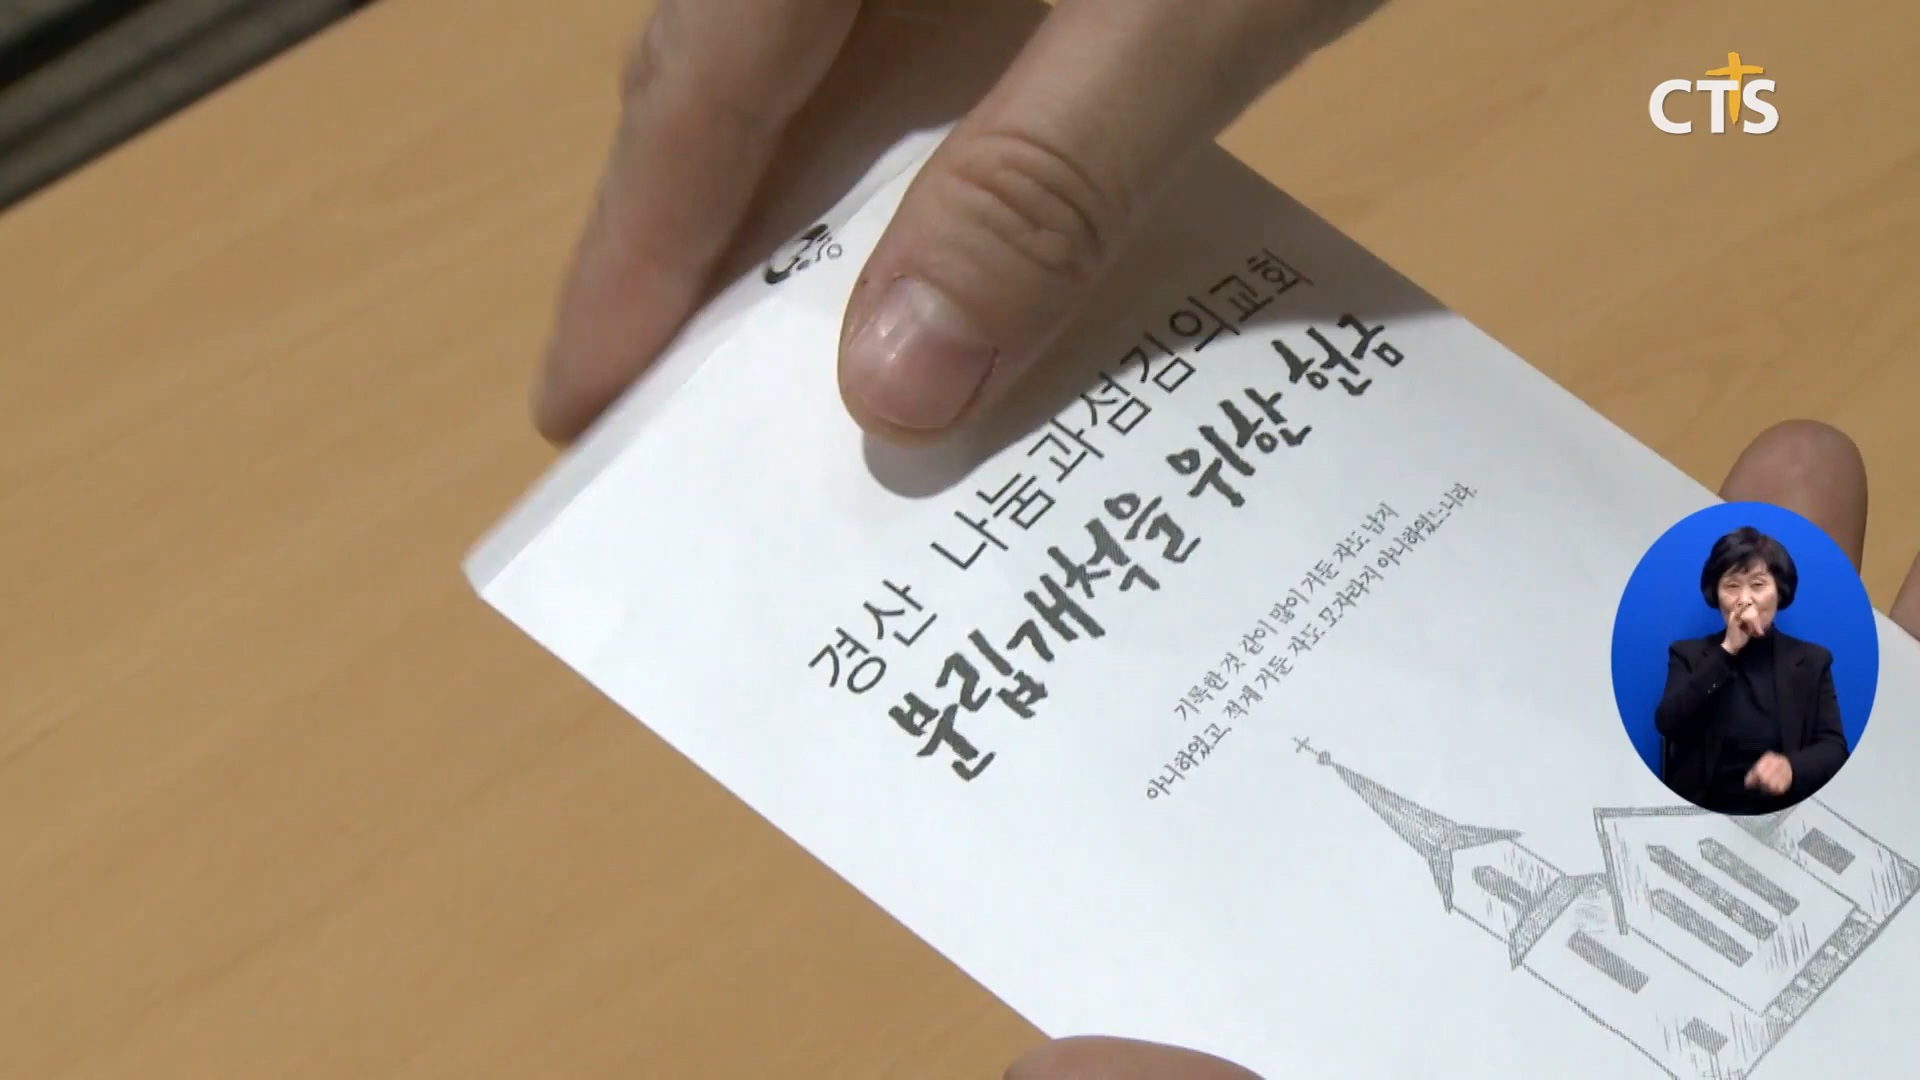 CTS
경산 나눔과섬김의교회
분립개척을 위한 헌금
기록한 것 같이 많이 거둔 자도 남지
아니하였고, 적게 거둔 자도 모자라지 아니하였느니라.